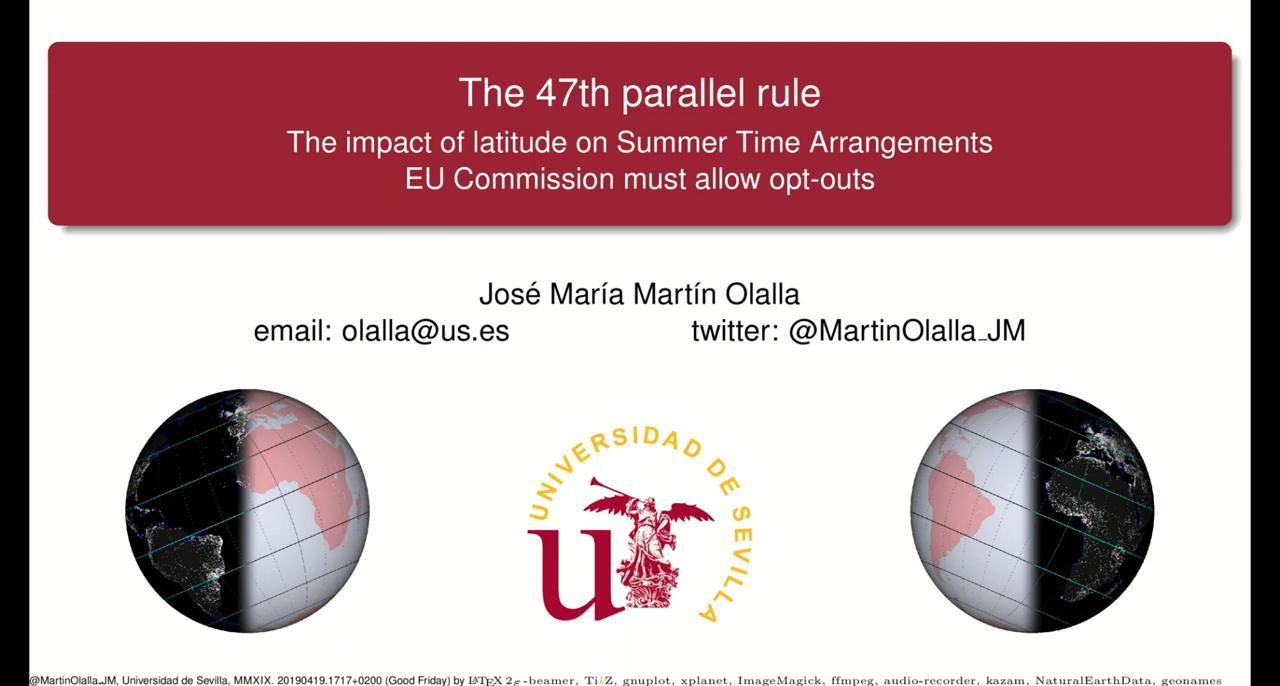 The 47th parallel rule
The impact of latitude on Summer Time Arrangements
EU Commission must allow opt-outs
José María Martín Olalla
email: olalla@us.es twitter: @MartinOlalla_JM
UNIVERSIDAD DE SEVILLA
u
@MartinOlalla_JM, Universidad de Sevilla, MMXIX. 20190419.1717+0200 (Good Friday) by LATEX 2ε-beamer, TikZ, gnuplot, xplanet, ImageMagick, ffmpeg, audio-recorder, kazam, NaturalEarthData, geonames